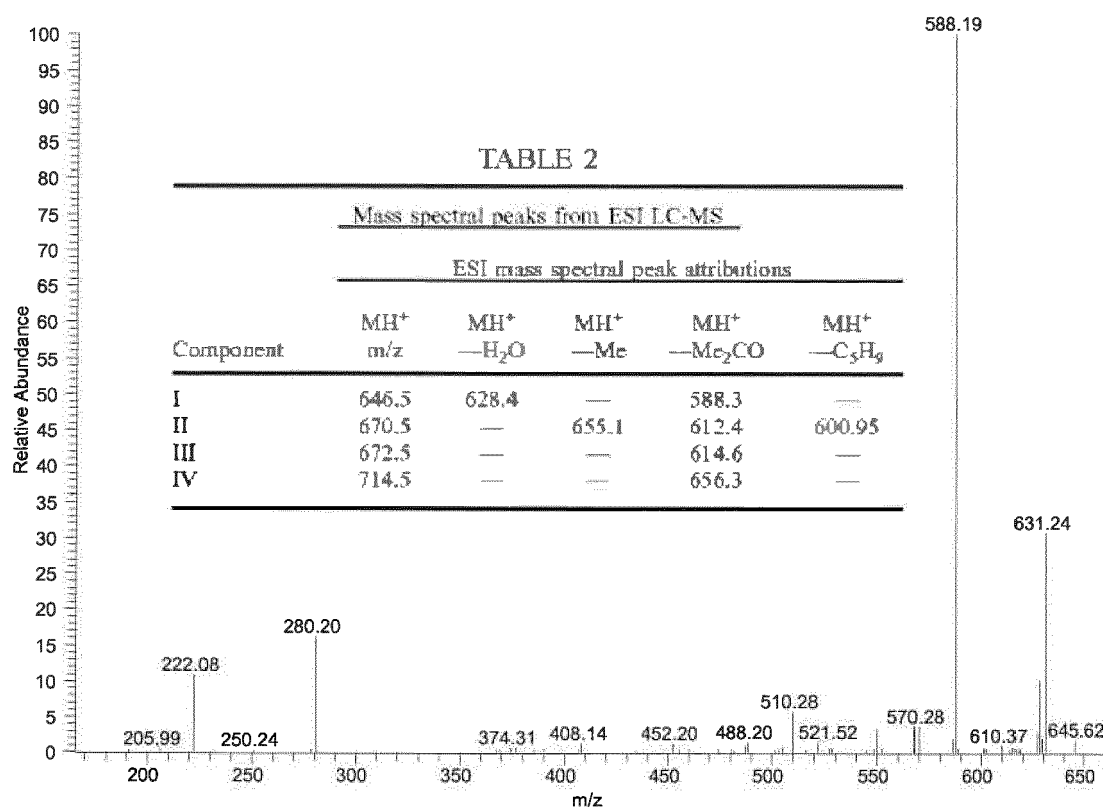 588.19
100
95
90
85
80
75
70
65
60
55
50
45
40
35
30
25
20
15
10
5
0
Relative Abundance
TABLE 2
Mass spectral peaks from ESI LC-MS
ESI mass spectral peak attributions
MH⁺ MH⁺ MH⁺ MH⁺ MH⁺
Component m/z —H₂O —Me —Me₂CO —C₅H₉
I 646.5 628.4 — 588.3 —
II 670.5 — 655.1 612.4 600.95
III 672.5 — — 614.6 —
IV 714.5 — — 656.3 —
631.24
280.20
222.08
510.28
570.28
205.99 250.24 374.31 408.14 452.20 488.20 521.52 610.37 645.62
200 250 300 350 400 450 500 550 600 650
m/z